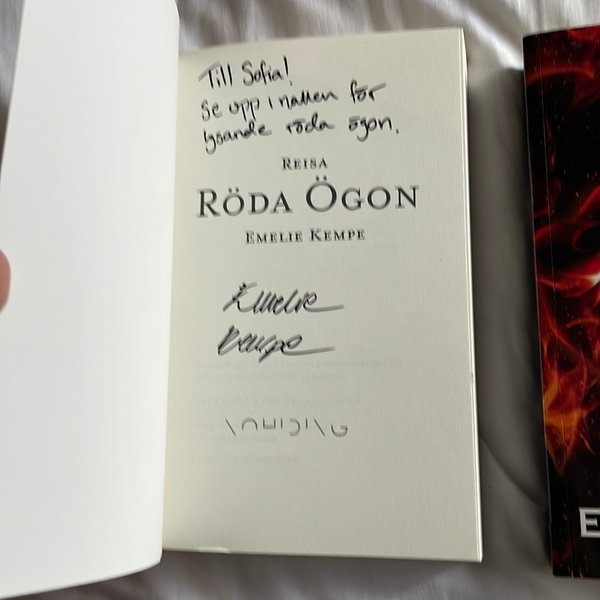 Till Sofia!
Se upp i natten för
lysande röda ögon.
REISA
RÖDA ÖGON
EMELIE KEMPE
Emelie
Kempe
E